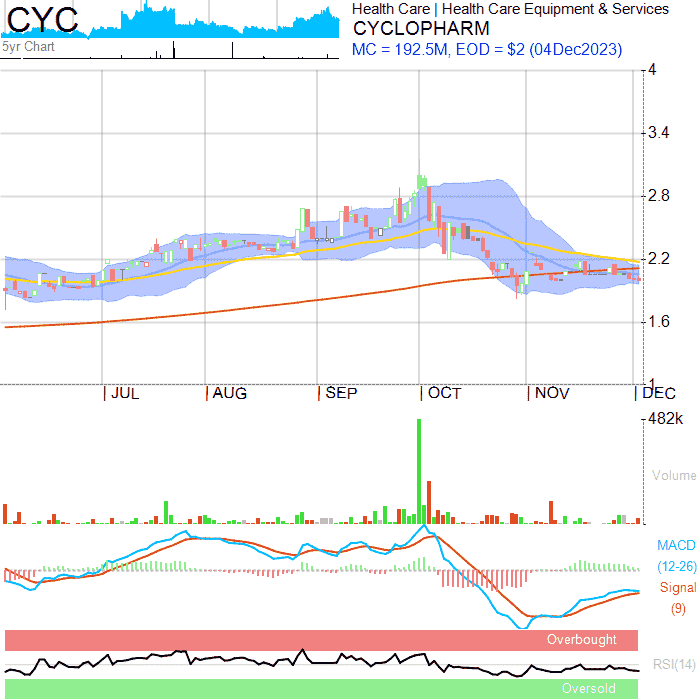 CYC
5yr Chart
Health Care | Health Care Equipment & Services
CYCLOPHARM
MC = 192.5M, EOD = $2 (04Dec2023)
4
3.4
2.8
2.2
1.6
1
JUL
AUG
SEP
OCT
NOV
DEC
482k
Volume
MACD
(12-26)
Signal
(9)
Overbought
RSI(14)
Oversold